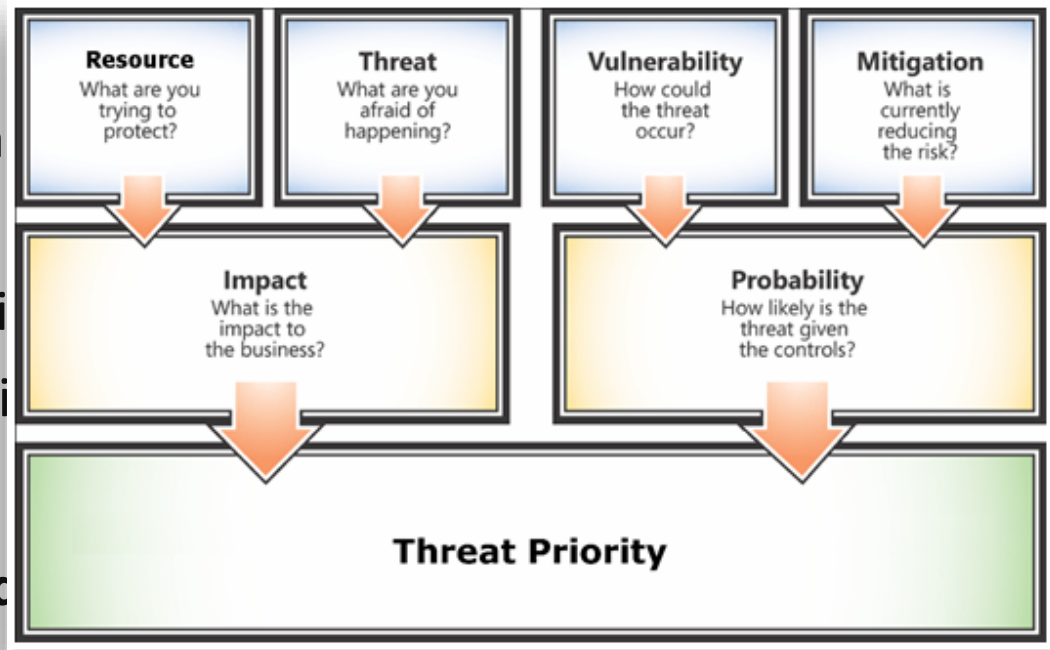 Resource
What are you
trying to
protect?
Threat
What are you
afraid of
happening?
Vulnerability
How could
the threat
occur?
Mitigation
What is
currently
reducing
the risk?
Impact
What is the
impact to
the business?
Probability
How likely is the
threat given
the controls?
Threat Priority